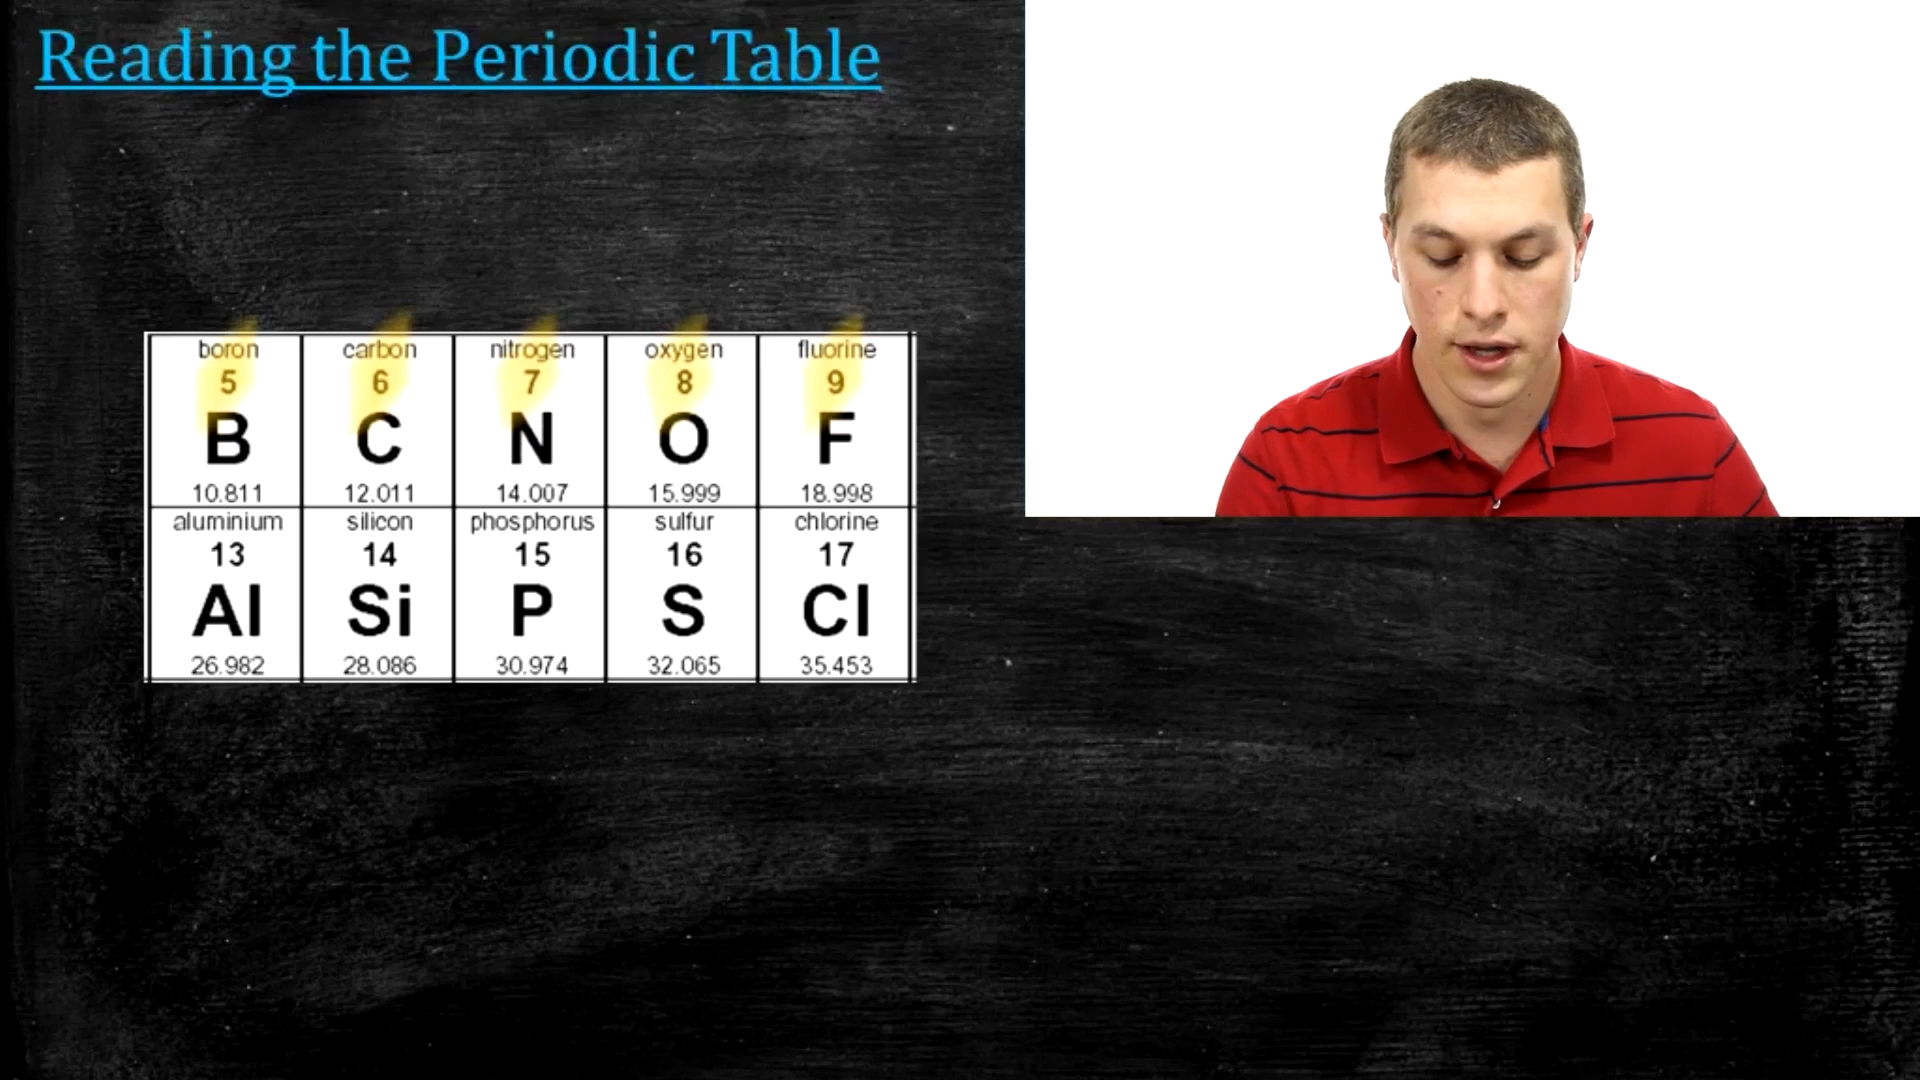 Reading the Periodic Table
boron carbon nitrogen oxygen fluorine
5 6 7 8 9
B C N O F
10.811 12.011 14.007 15.999 18.998
aluminium silicon phosphorus sulfur chlorine
13 14 15 16 17
Al Si P S Cl
26.982 28.086 30.974 32.065 35.453